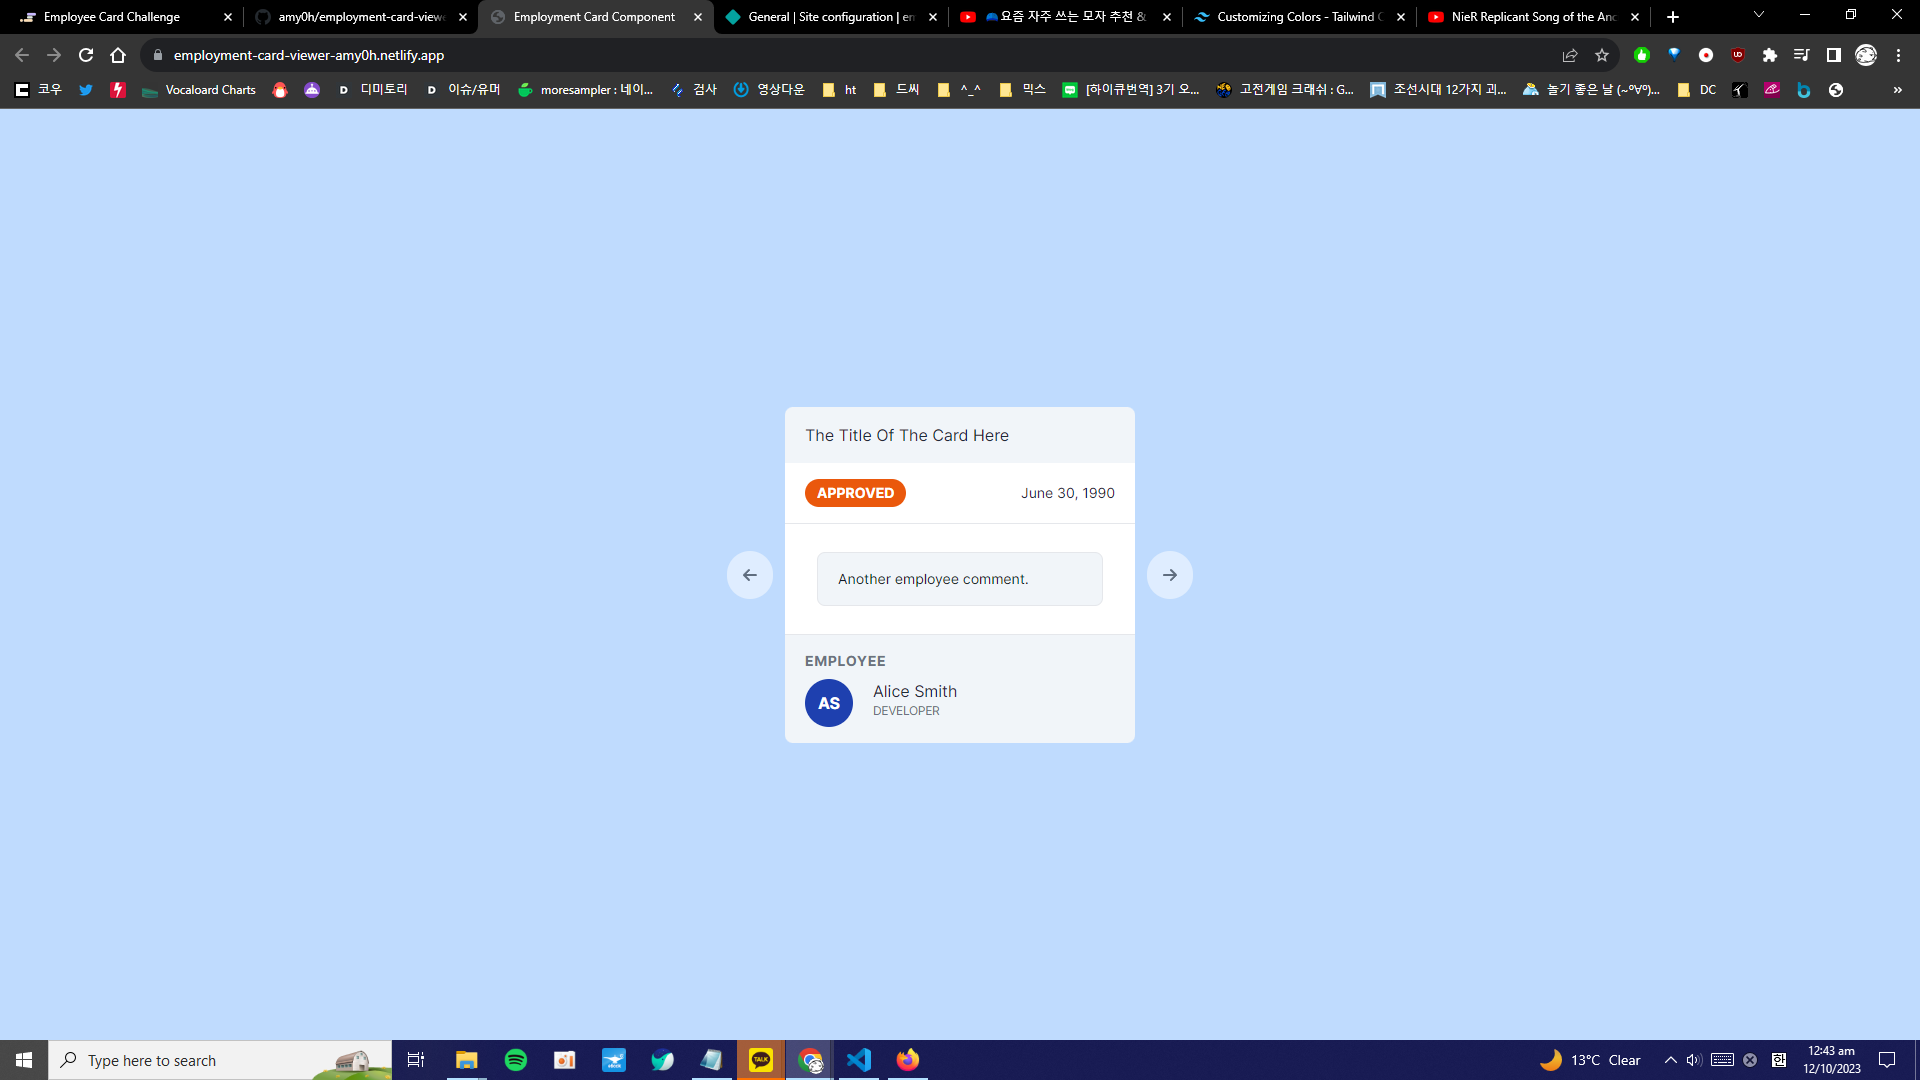 Employee Card Challenge
amy0h/employment-card-viewe
Employment Card Component
General | Site configuration | en
요즘 자주 쓰는 모자 추천 &
Customizing Colors - Tailwind C
NieR Replicant Song of the Anc
employment-card-viewer-amy0h.netlify.app
코우
Vocaloard Charts
D 디미토리
D 이슈/유머
moresampler : 네이...
검사
영상다운
ht
드씨
^_^
믹스
[하이큐번역] 3기 오...
고전게임 크래쉬 : G...
조선시대 12가지 괴...
놀기 좋은 날 (~º∀º)...
DC
»
The Title Of The Card Here
APPROVED
June 30, 1990
Another employee comment.
EMPLOYEE
AS
Alice Smith
DEVELOPER
Type here to search
TALK
13°C Clear
12:43 am
12/10/2023